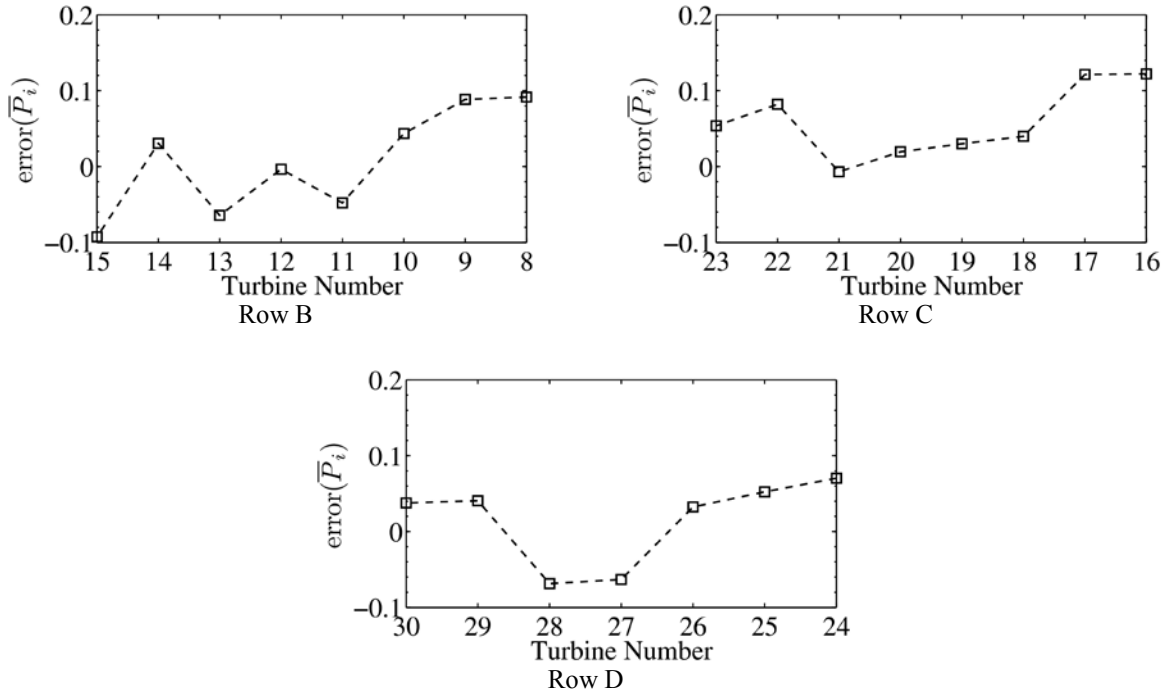 0.2
0.1
0
−0.1
error(P̅ᵢ)
15 14 13 12 11 10 9 8
Turbine Number
Row B
0.2
0.1
0
−0.1
error(P̅ᵢ)
23 22 21 20 19 18 17 16
Turbine Number
Row C
0.2
0.1
0
−0.1
error(P̅ᵢ)
30 29 28 27 26 25 24
Turbine Number
Row D